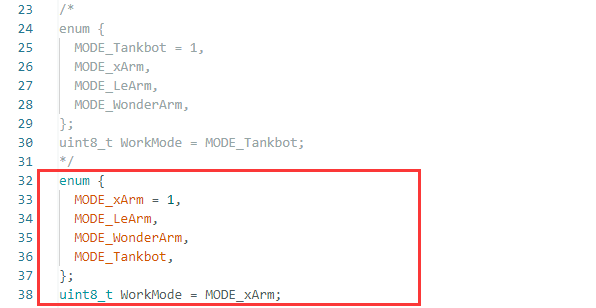 23 /*
24 enum {
25 MODE_Tankbot = 1,
26 MODE_xArm,
27 MODE_LeArm,
28 MODE_WonderArm,
29 };
30 uint8_t WorkMode = MODE_Tankbot;
31 */
32 enum {
33 MODE_xArm = 1,
34 MODE_LeArm,
35 MODE_WonderArm,
36 MODE_Tankbot,
37 };
38 uint8_t WorkMode = MODE_xArm;